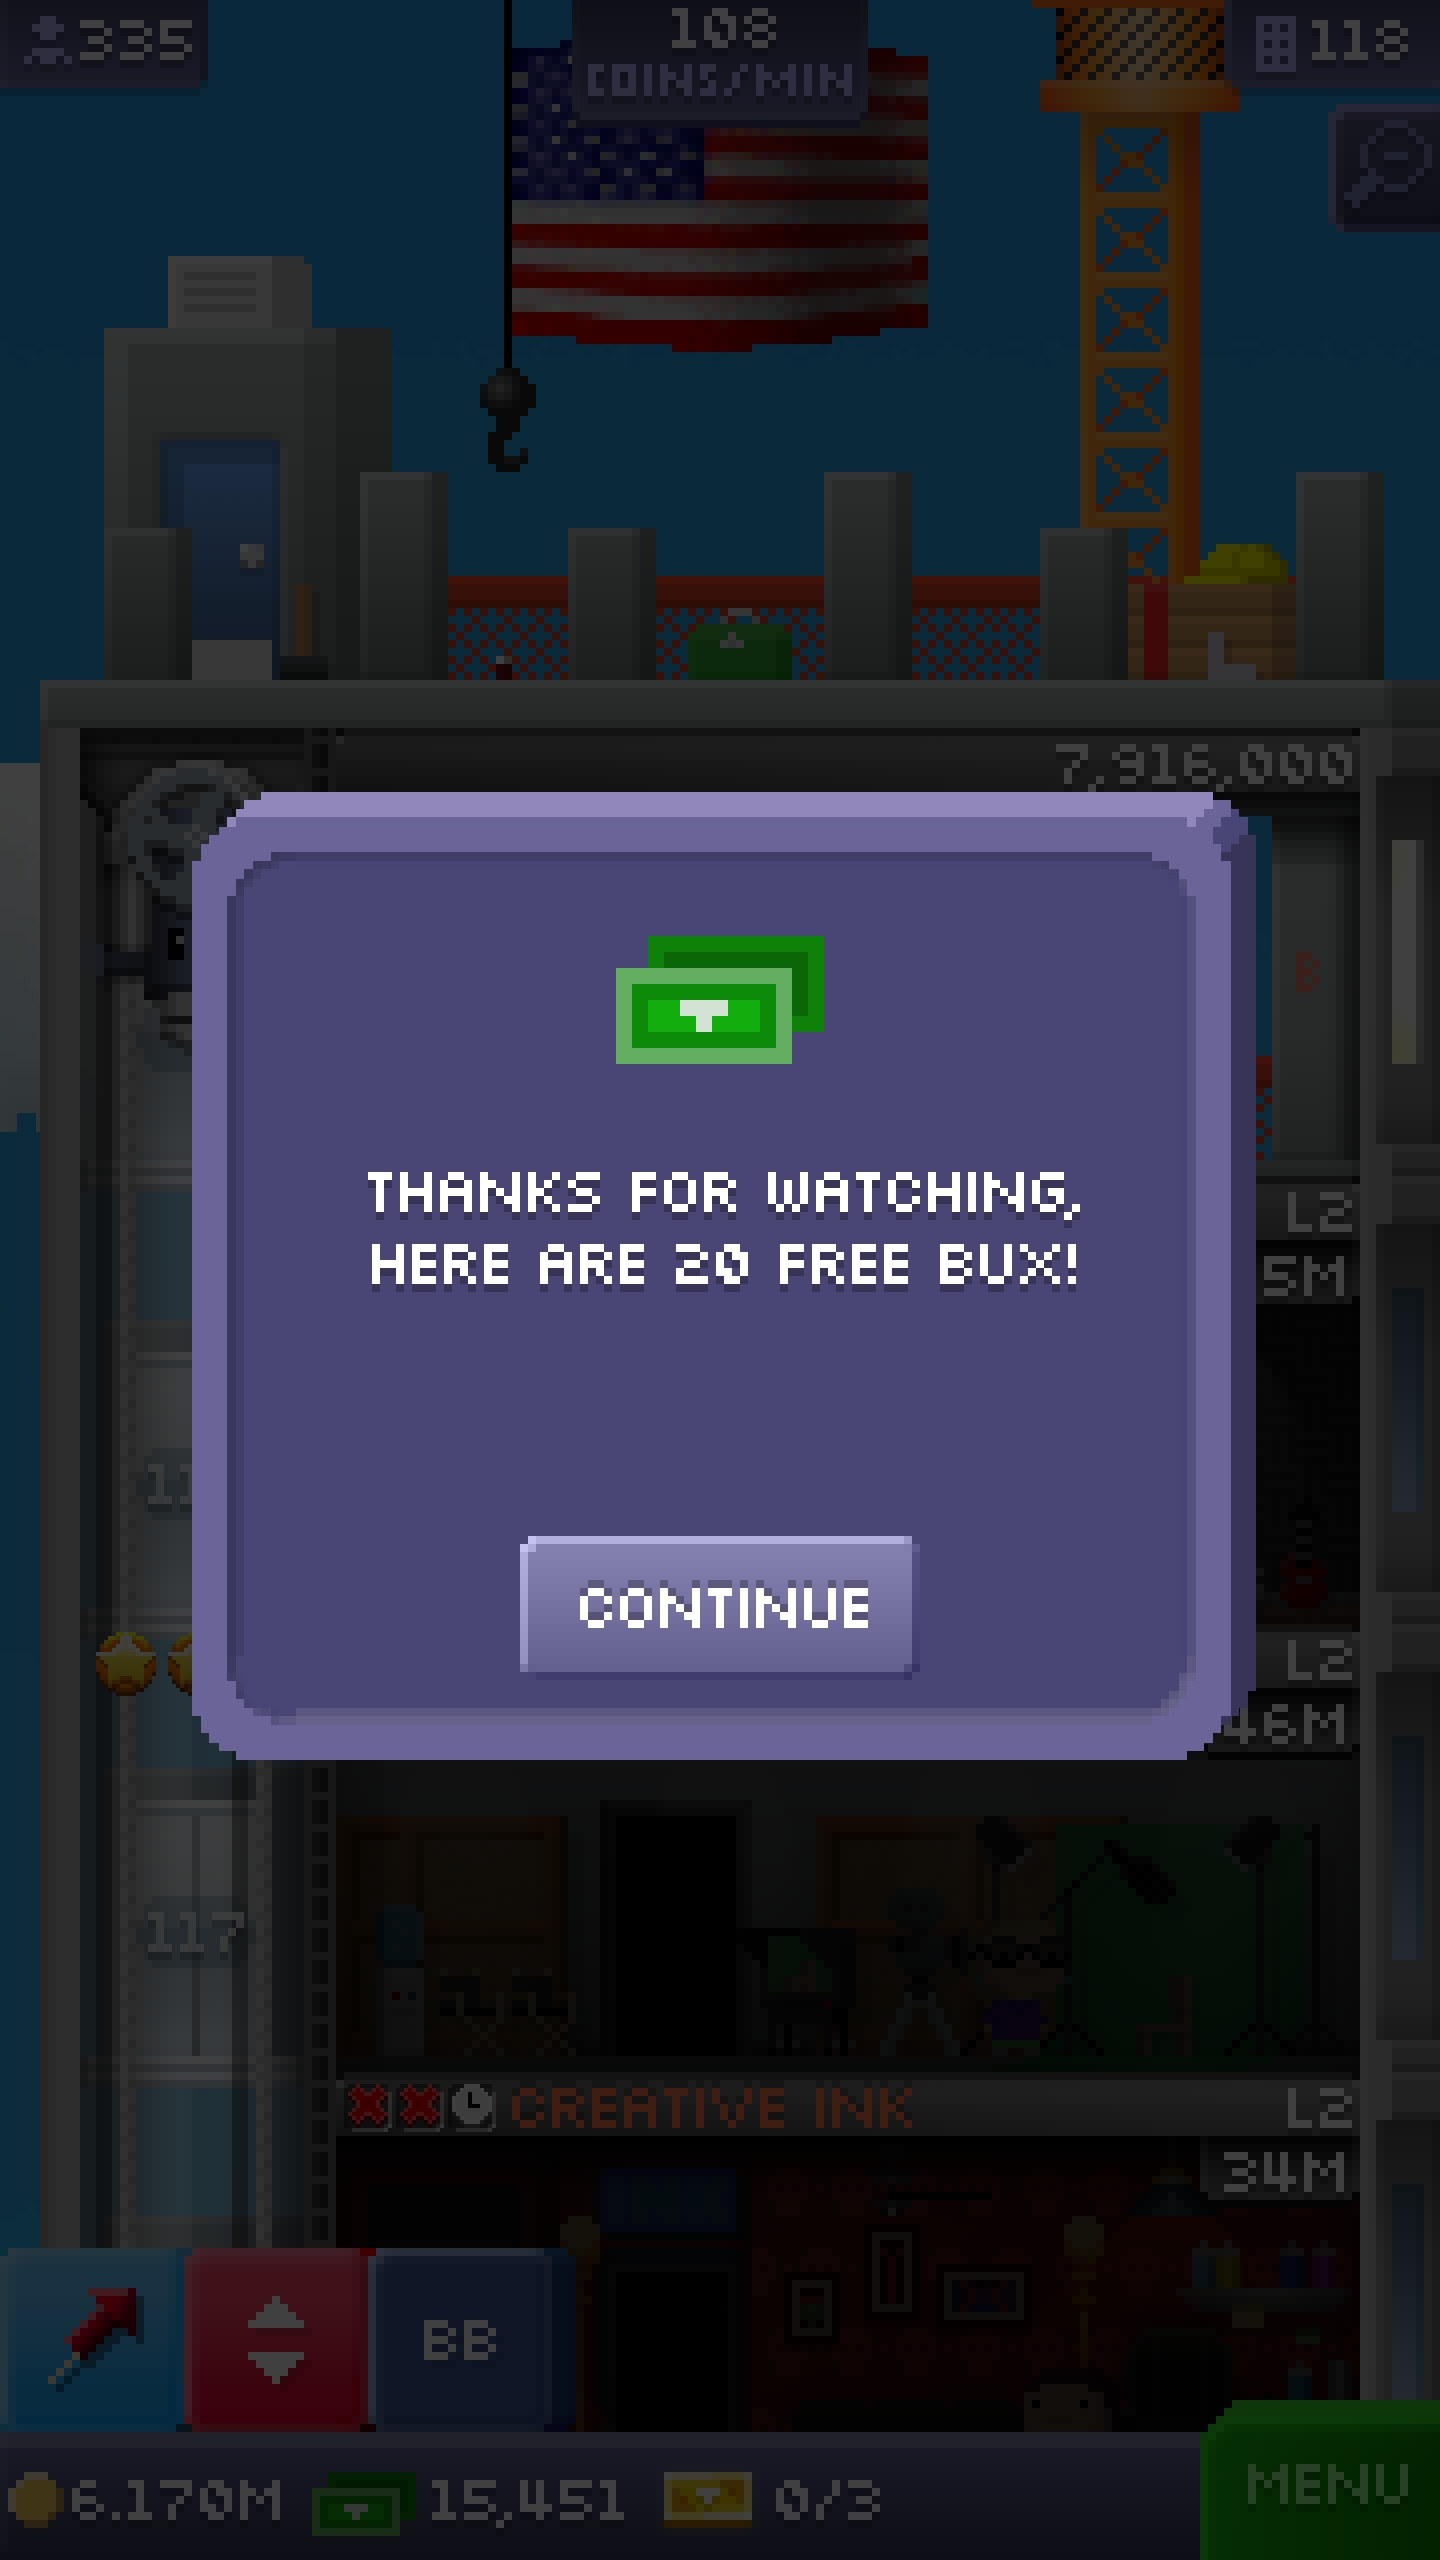 335
108
COINS/MIN
118
7,916,000
B
L2
5M
L2
46M
117
CREATIVE INK
L2
34M
THANKS FOR WATCHING,
HERE ARE 20 FREE BUX!
CONTINUE
BB
6.170M
15,451
0/3
MENU